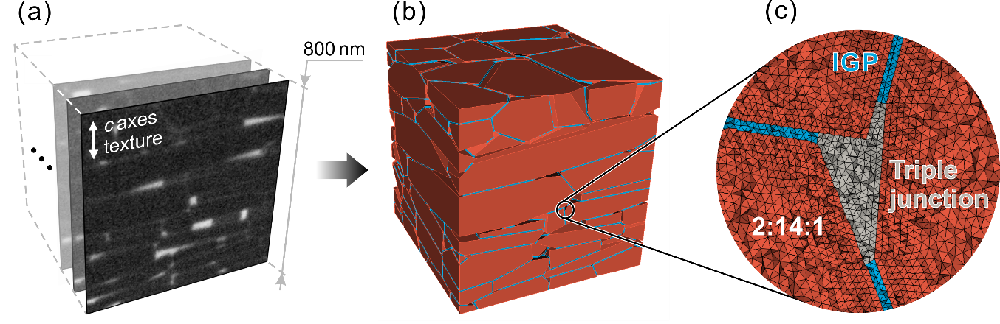 (a)
(b)
(c)
800 nm
c axes
texture
IGP
Triple
junction
2:14:1